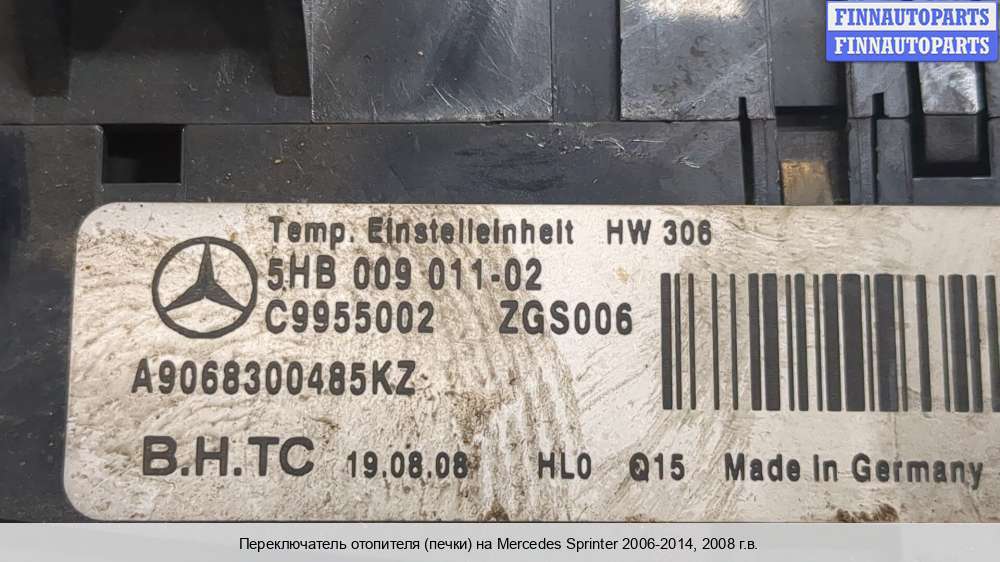 FINNAUTOPARTS
FINNAUTOPARTS
Temp. Einstelleinheit HW 306
5HB 009 011-02
C9955002 ZGS006
A9068300485KZ
B.H.TC 19.08.08 HL0 Q15 Made in Germany
Переключатель отопителя (печки) на Mercedes Sprinter 2006-2014, 2008 г.в.